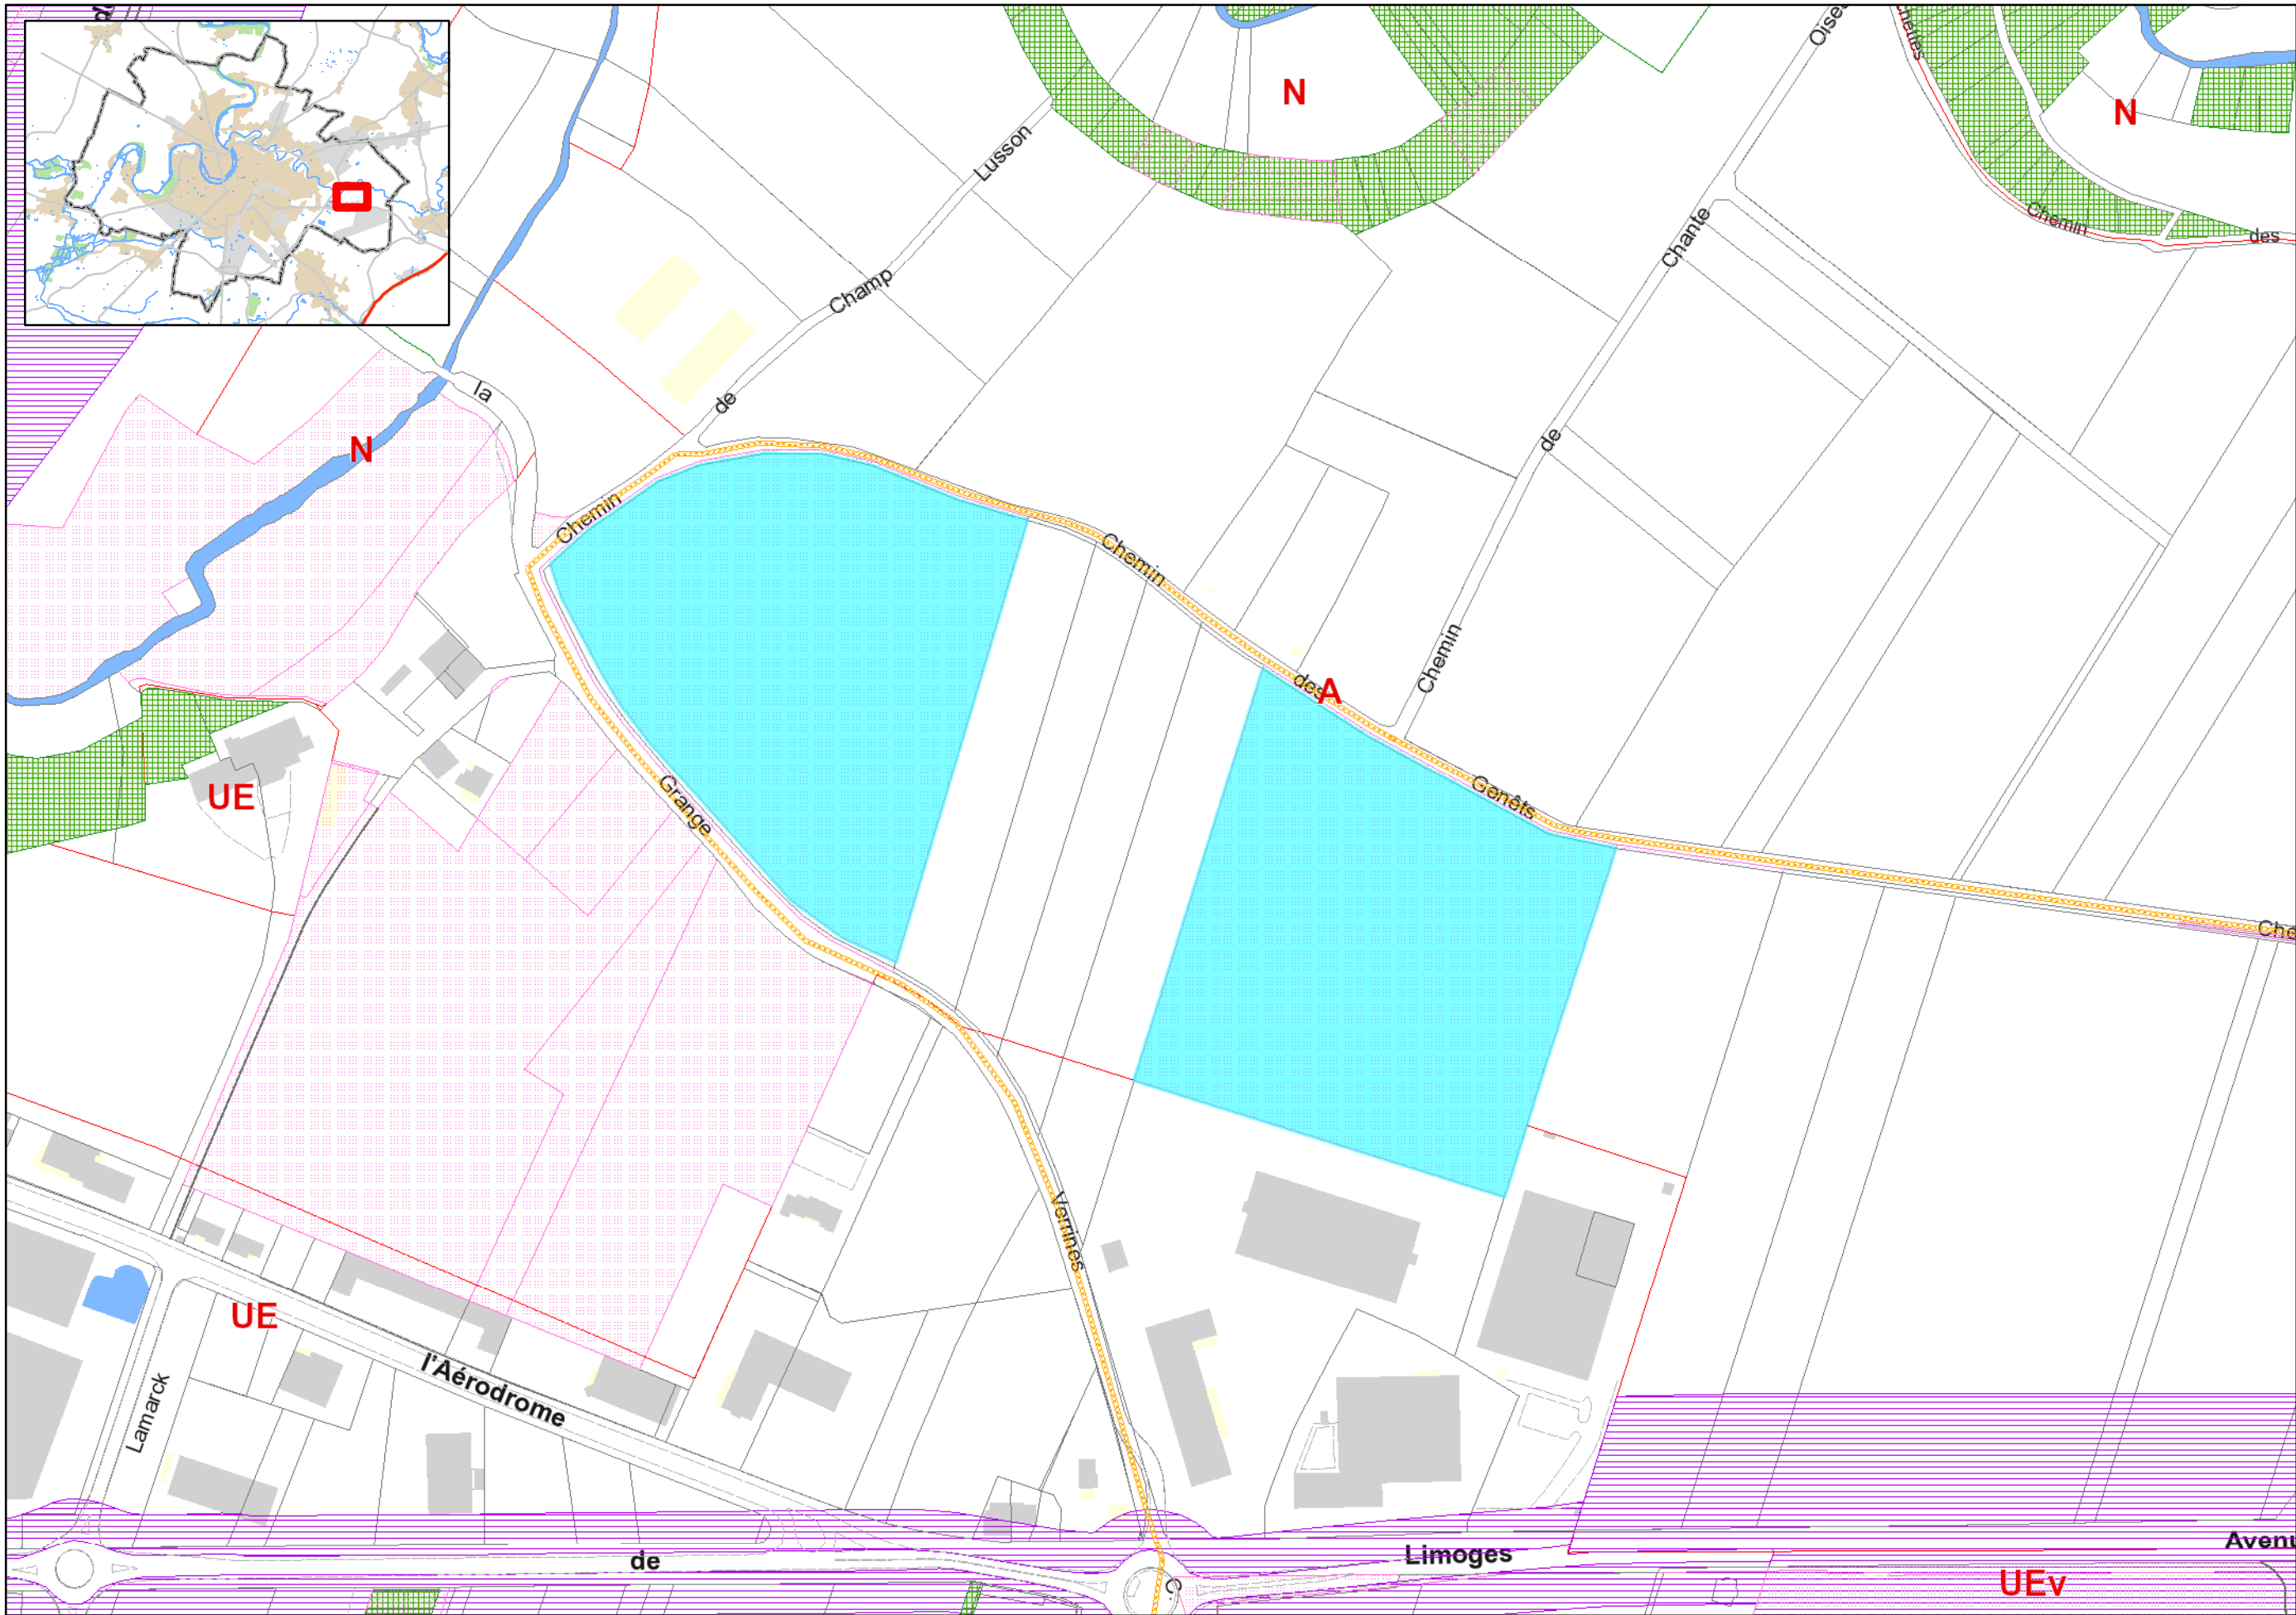 N
N
Oiseau
Lusson
Champ
de
Chante
de
Chemin
Chemin
des
la
N
Chemin
Chemin
des
A
Genêts
Grange
UE
Verrines
Che
UE
l'Aérodrome
Lamarck
de
Limoges
Avenu
C.
UEv